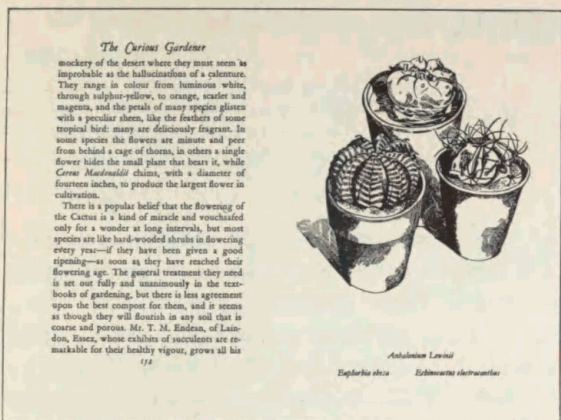 The Curious Gardener
mockery of the desert where they must seem as
improbable as the hallucinations of a calenture.
They range in colour from luminous white,
through sulphur-yellow, to orange, scarlet and
magenta, and the petals of many species glisten
with a peculiar sheen, like the feathers of some
tropical bird: many are deliciously fragrant. In
some species the flowers are minute and peer
from behind a cage of thorns, in others a single
flower hides the small plant that bears it, while
Cereus Macdonaldii claims, with a diameter of
fourteen inches, to produce the largest flower in
cultivation.
There is a popular belief that the flowering of
the Cactus is a kind of miracle and vouchsafed
only for a wonder at long intervals, but most
species are like hard-wooded shrubs in flowering
every year—if they have been given a good
ripening—as soon as they have reached their
flowering age. The general treatment they need
is set out fully and unanimously in the text-
books of gardening, but there is less agreement
upon the best compost for them, and it seems
as though they will flourish in any soil that is
coarse and porous. Mr. T. M. Endean, of Lain-
don, Essex, whose exhibits of succulents are re-
markable for their healthy vigour, grows all his
152
Anhalonium Lewinii
Euphorbia obesa Echinocactus electracanthus